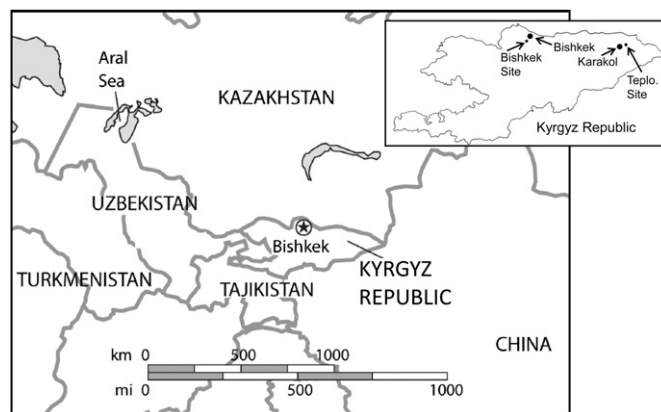 Aral
Sea
KAZAKHSTAN
UZBEKISTAN
Bishkek
TURKMENISTAN
TAJIKISTAN
KYRGYZ
REPUBLIC
CHINA
km 0 500 1000
mi 0 500 1000
Bishkek
Bishkek
Site
Karakol
Teplo.
Site
Kyrgyz Republic